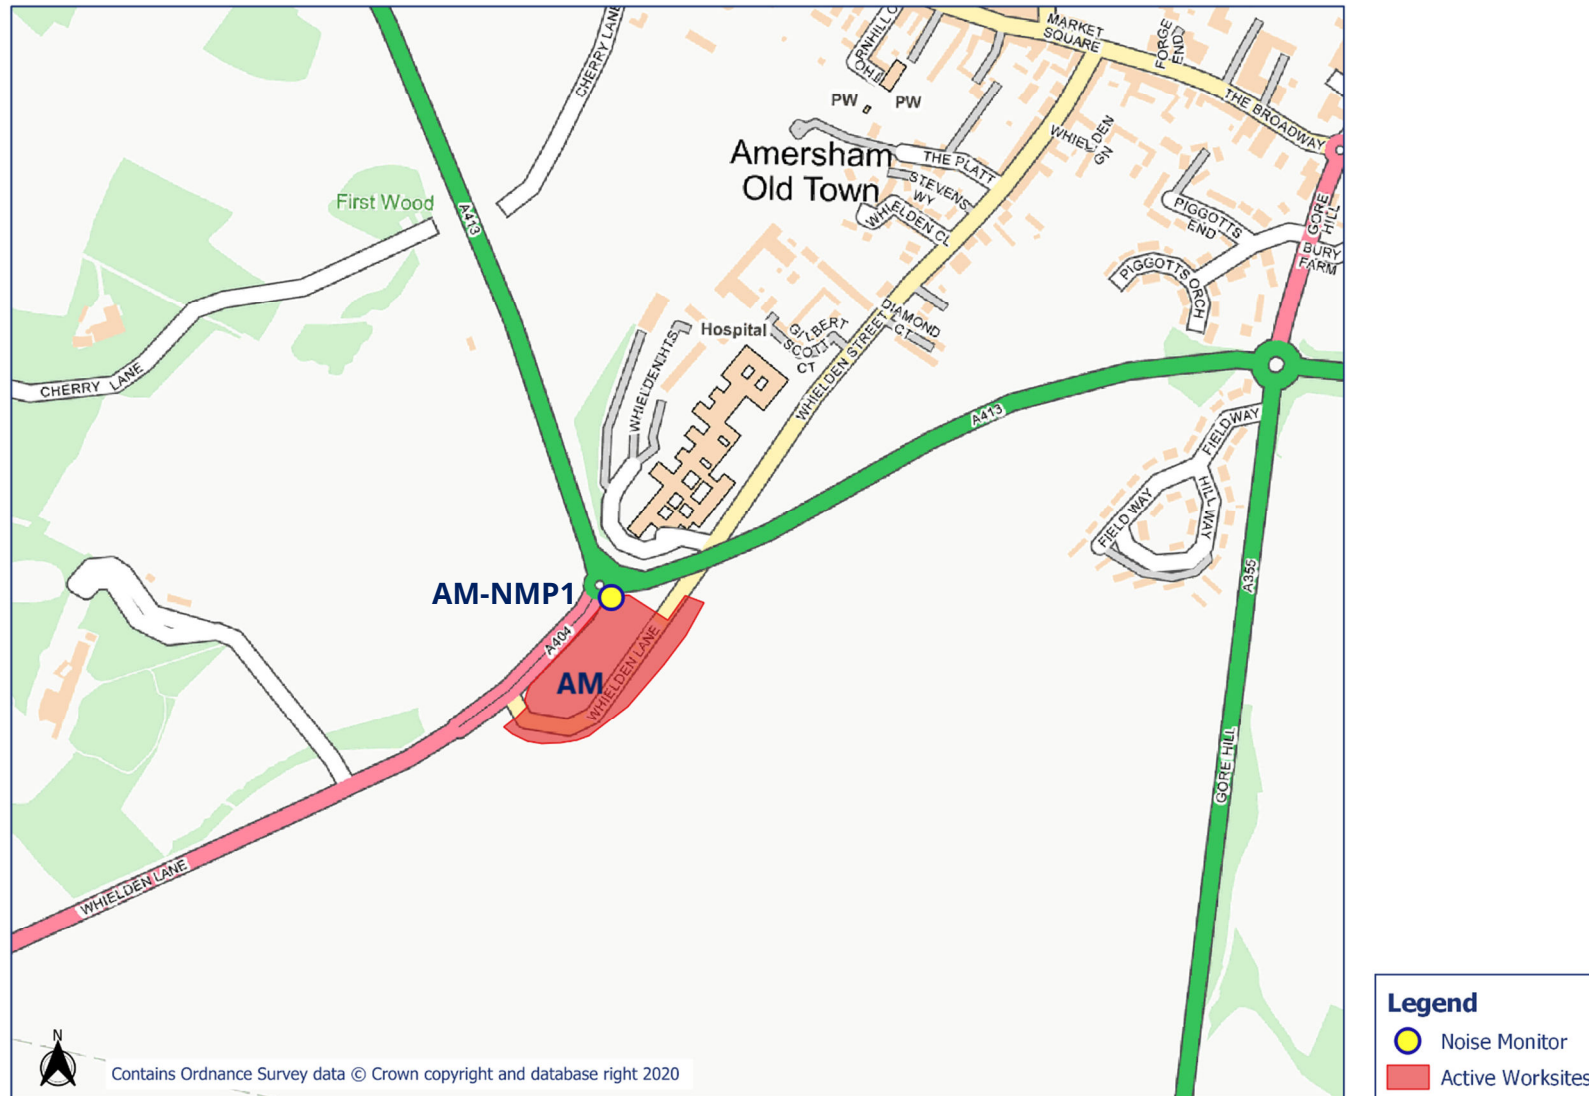 CHERRY LANE
RNHILL C
THO
MARKET
SQUARE
FORGE
END
THE BROADWAY
PW
PW
WHIELDEN
GN
Amersham
Old Town
THE PLATT
STEVENS
WY
WHIELDEN CL
First Wood
A413
PIGGOTTS
END
GORE
HILL
BURY
FARM
PIGGOTTS ORCH
Hospital
GILBERT
SCOTT
CT
DIAMOND
CT
WHIELDEN HTS
WHIELDEN STREET
CHERRY LANE
A413
FIELDWAY
FIELD WAY
HILL WAY
A355
AM-NMP1
A404
AM
WHIELDEN LANE
GORE HILL
WHIELDEN LANE
N
Contains Ordnance Survey data © Crown copyright and database right 2020
Legend
Noise Monitor
Active Worksites